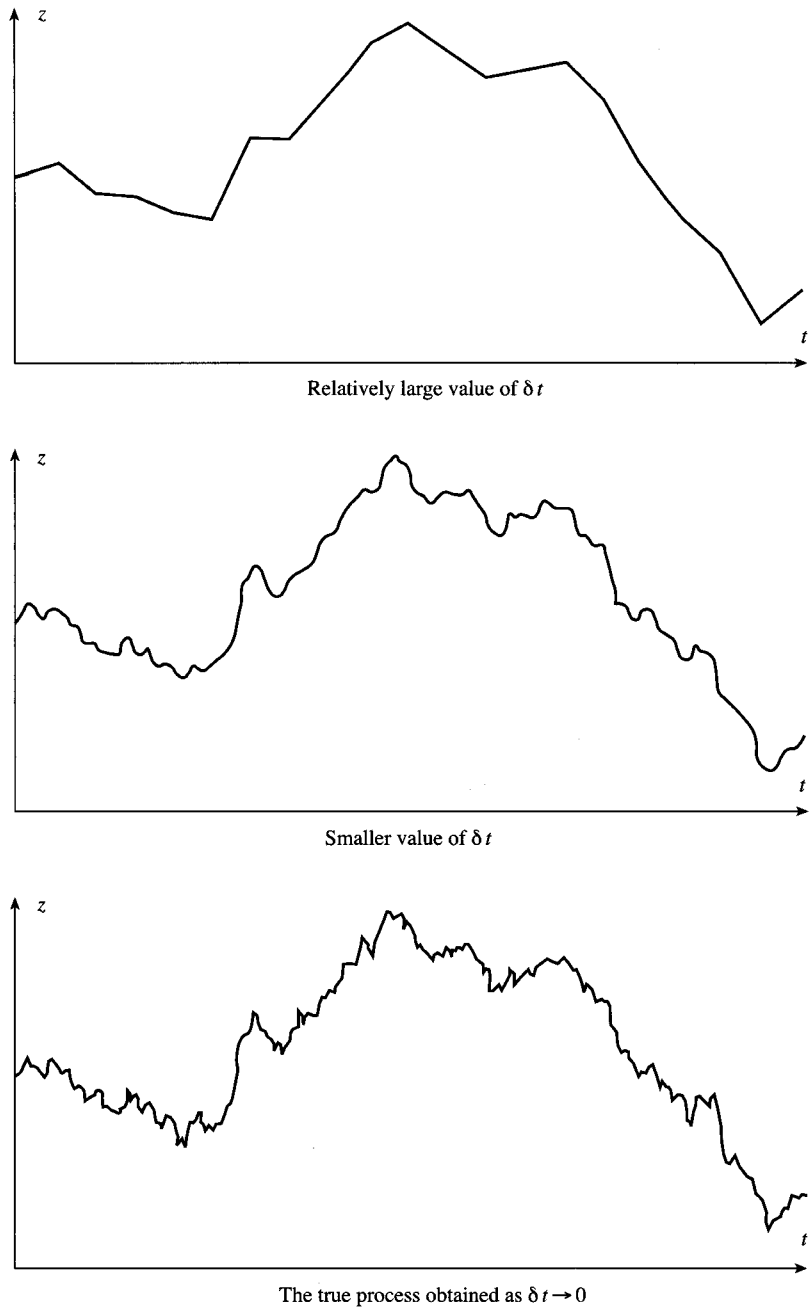 z
t
Relatively large value of δ t
z
t
Smaller value of δ t
z
t
The true process obtained as δ t → 0